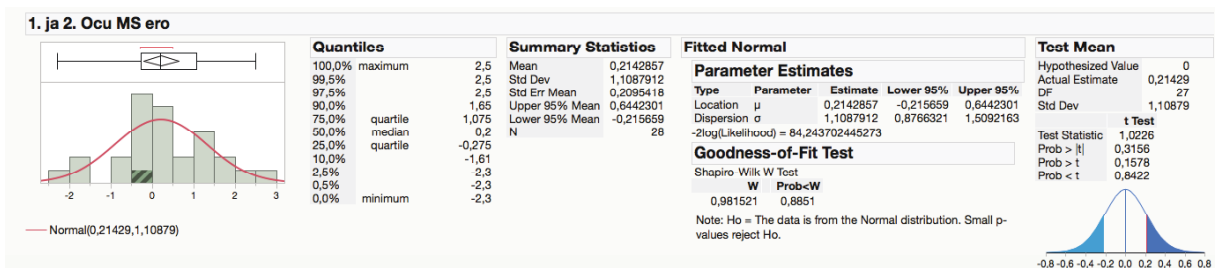 1. ja 2. Ocu MS ero
Quantiles
100,0% maximum 2,5
99,5% 2,5
97,5% 2,5
90,0% 1,65
75,0% quartile 1,075
50,0% median 0,2
25,0% quartile -0,275
10,0% -1,61
2,5% -2,3
0,5% -2,3
0,0% minimum -2,3
-2 -1 0 1 2 3
Normal(0,21429,1,10879)
Summary Statistics
Mean 0,2142857
Std Dev 1,1087912
Std Err Mean 0,2095418
Upper 95% Mean 0,6442301
Lower 95% Mean -0,215659
N 28
Fitted Normal
Parameter Estimates
Type Parameter Estimate Lower 95% Upper 95%
Location μ 0,2142857 -0,215659 0,6442301
Dispersion σ 1,1087912 0,8766321 1,5092163
-2log(Likelihood) = 84,243702445273
Goodness-of-Fit Test
Shapiro-Wilk W Test
W Prob<W
0,981521 0,8851
Note: Ho = The data is from the Normal distribution. Small p-
values reject Ho.
Test Mean
Hypothesized Value 0
Actual Estimate 0,21429
DF 27
Std Dev 1,10879
t Test
Test Statistic 1,0226
Prob > |t| 0,3156
Prob > t 0,1578
Prob < t 0,8422
-0,8 -0,6 -0,4 -0,2 0,0 0,2 0,4 0,6 0,8